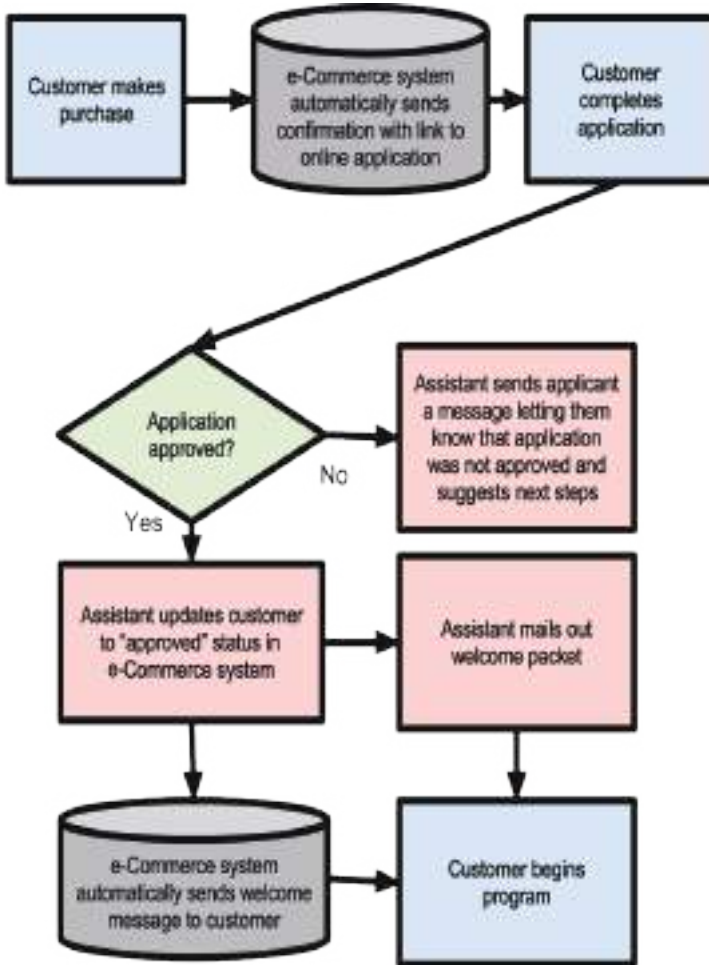 Customer makes
purchase
e-Commerce system
automatically sends
confirmation with link to
online application
Customer
completes
application
Application
approved?
No
Yes
Assistant sends applicant
a message letting them
know that application
was not approved and
suggests next steps
Assistant updates customer
to "approved" status in
e-Commerce system
Assistant mails out
welcome packet
e-Commerce system
automatically sends welcome
message to customer
Customer begins
program